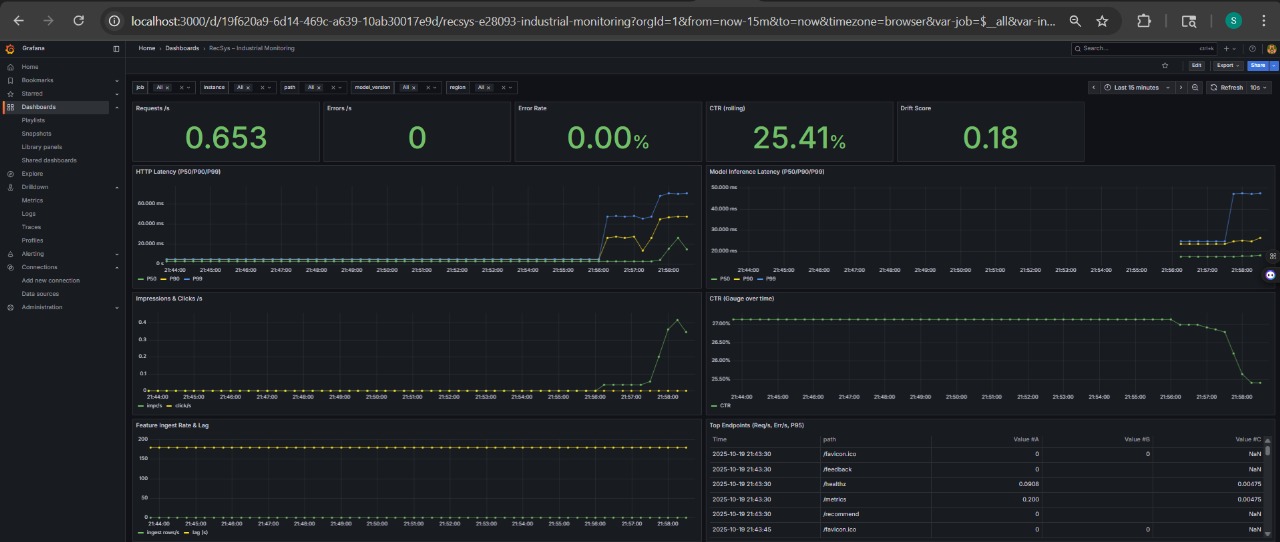 localhost:3000/d/19f620a9-6d14-469c-a639-10ab30017e9d/recsys-e28093-industrial-monitoring?orgId=1&from=now-15m&to=now&timezone=browser&var-job=$__all&var-in...
S
Grafana
Home › Dashboards › RecSys – Industrial Monitoring
Search...
ctrl+k
Edit
Export
Share
Home
Bookmarks
Starred
Dashboards
Playlists
Snapshots
Library panels
Shared dashboards
Explore
Drilldown
Metrics
Logs
Traces
Profiles
Alerting
Connections
Add new connection
Data sources
Administration
job All × instance All × path All × model_version All × region All ×
Last 15 minutes
Refresh 10s
Requests /s
0.653
Errors /s
0
Error Rate
0.00%
CTR (rolling)
25.41%
Drift Score
0.18
HTTP Latency (P50/P90/P99)
60.000 ms
40.000 ms
20.000 ms
0 s
21:44:00 21:45:00 21:46:00 21:47:00 21:48:00 21:49:00 21:50:00 21:51:00 21:52:00 21:53:00 21:54:00 21:55:00 21:56:00 21:57:00 21:58:00
P50 P90 P99
Model Inference Latency (P50/P90/P99)
50.000 ms
40.000 ms
30.000 ms
20.000 ms
21:44:00 21:45:00 21:46:00 21:47:00 21:48:00 21:49:00 21:50:00 21:51:00 21:52:00 21:53:00 21:54:00 21:55:00 21:56:00 21:57:00 21:58:00
P50 P90 P99
Impressions & Clicks /s
0.4
0.3
0.2
0.1
0
21:44:00 21:45:00 21:46:00 21:47:00 21:48:00 21:49:00 21:50:00 21:51:00 21:52:00 21:53:00 21:54:00 21:55:00 21:56:00 21:57:00 21:58:00
imp/s click/s
CTR (Gauge over time)
27.00%
26.50%
26%
25.50%
21:44:00 21:45:00 21:46:00 21:47:00 21:48:00 21:49:00 21:50:00 21:51:00 21:52:00 21:53:00 21:54:00 21:55:00 21:56:00 21:57:00 21:58:00
CTR
Feature Ingest Rate & Lag
200
150
100
50
0
21:44:00 21:45:00 21:46:00 21:47:00 21:48:00 21:49:00 21:50:00 21:51:00 21:52:00 21:53:00 21:54:00 21:55:00 21:56:00 21:57:00 21:58:00
ingest rows/s lag (s)
Top Endpoints (Req/s, Err/s, P95)
Time path Value #A Value #B Value #C
2025-10-19 21:43:30 /favicon.ico 0 0 NaN
2025-10-19 21:43:30 /feedback 0 NaN
2025-10-19 21:43:30 /healthz 0.0908 0.00475
2025-10-19 21:43:30 /metrics 0.200 0.00475
2025-10-19 21:43:30 /recommend 0 NaN
2025-10-19 21:43:45 /favicon.ico 0 0 NaN